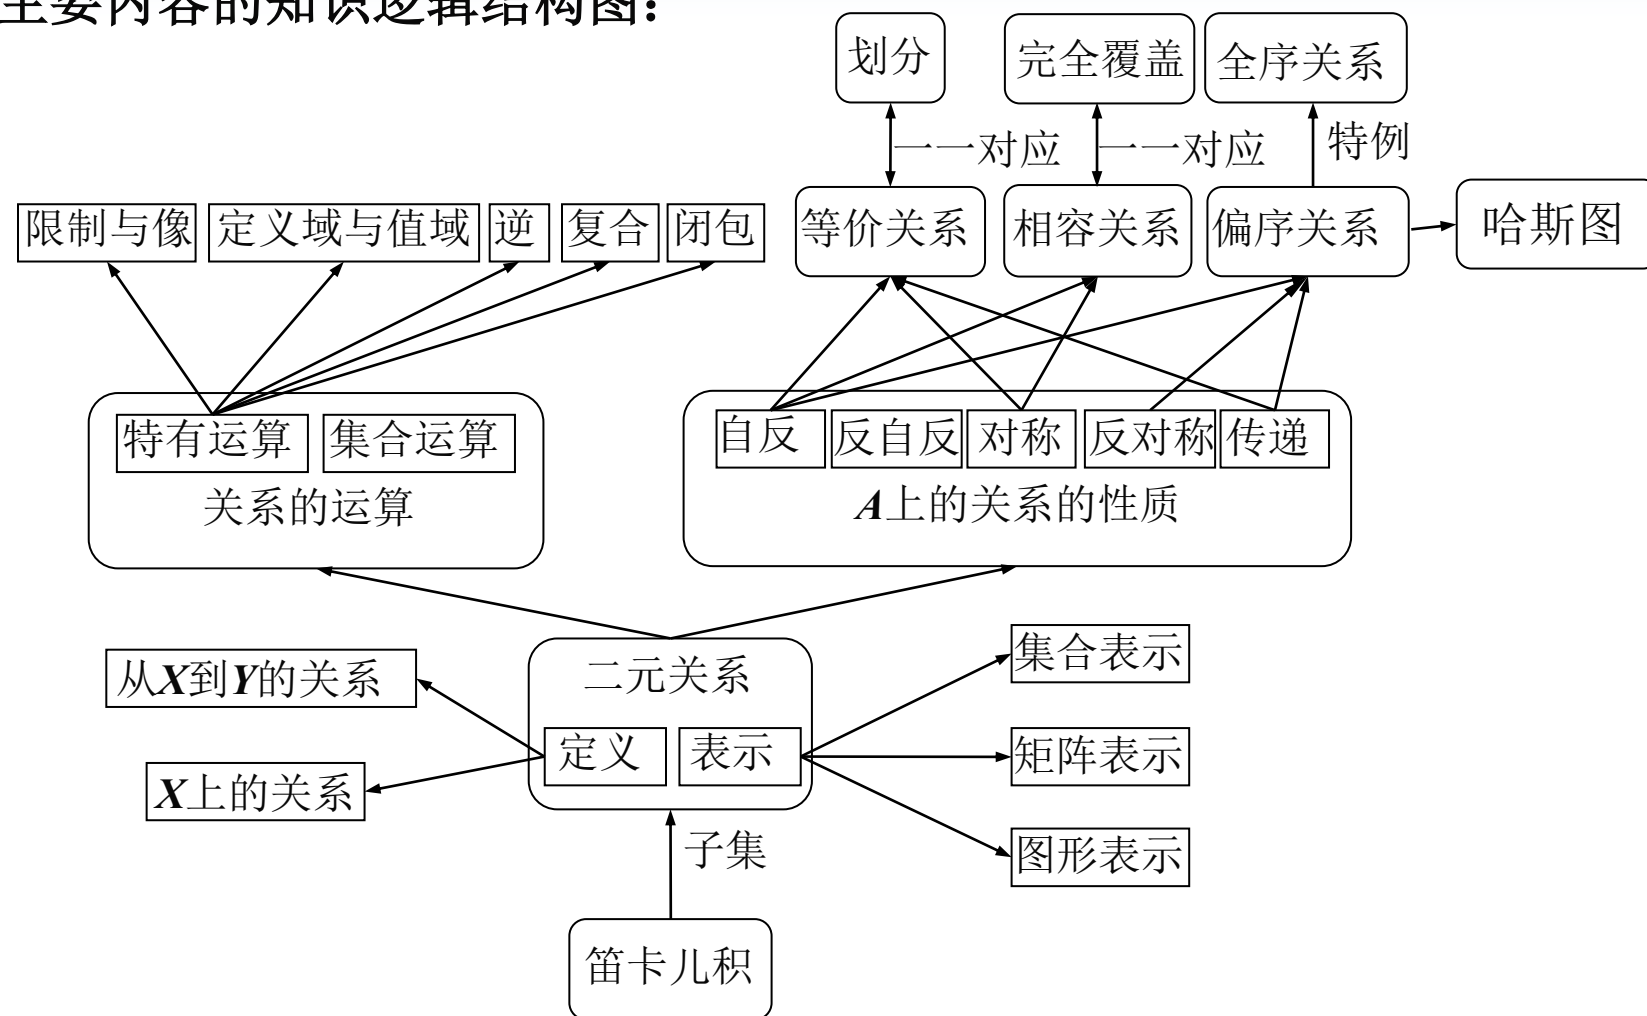 主要内容的知识逻辑结构图:
划分
完全覆盖
全序关系
一一对应
一一对应
特例
限制与像
定义域与值域
逆
复合
闭包
等价关系
相容关系
偏序关系
哈斯图
特有运算
集合运算
关系的运算
自反
反自反
对称
反对称
传递
A上的关系的性质
从X到Y的关系
X上的关系
二元关系
定义
表示
集合表示
矩阵表示
图形表示
子集
笛卡儿积